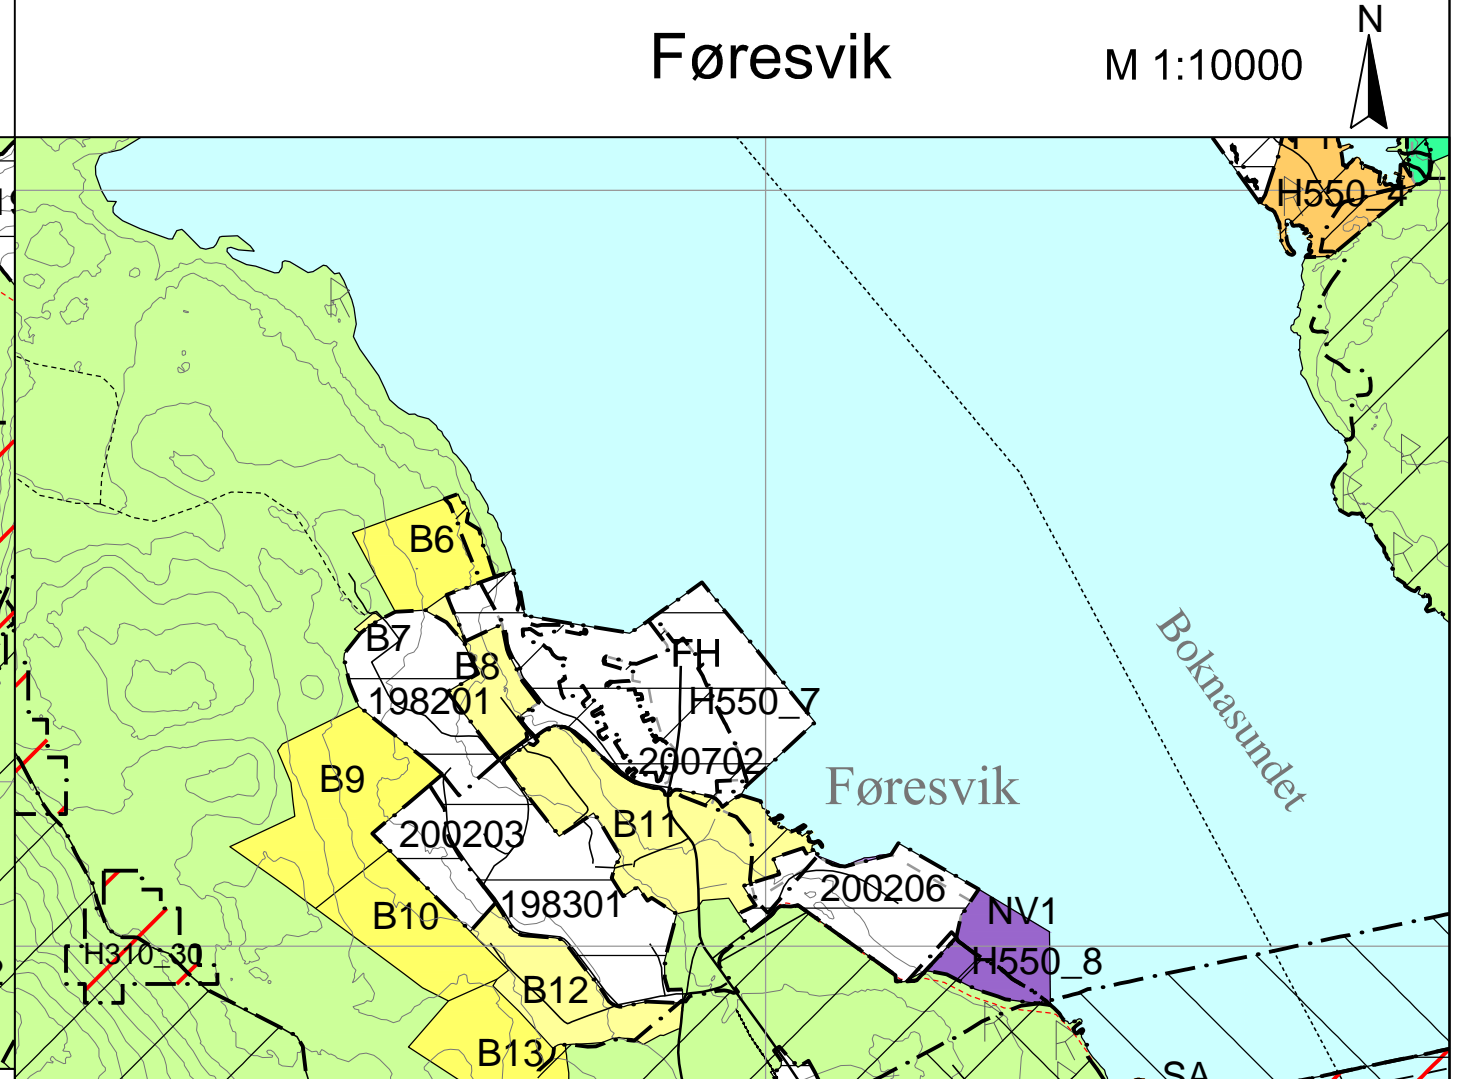 Føresvik
M 1:10000
N
H550_4
B6
B7
B8
FH
198201
H550_7
200702
B9
Føresvik
Boknasundet
200203
B11
198301
200206
B10
NV1
H310_30
H550_8
B12
B13
SA